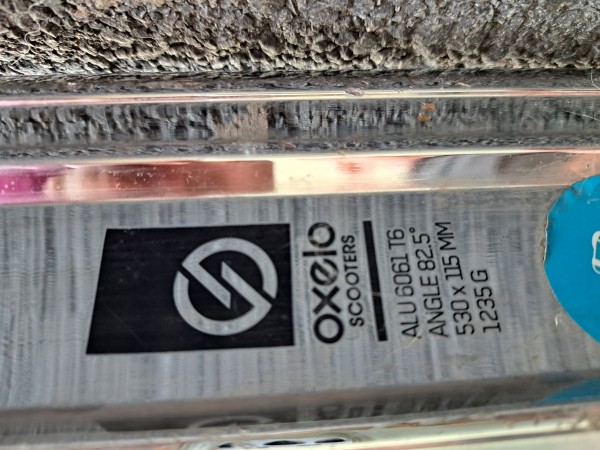 oxelo
SCOOTERS
ALU 6061 T6
ANGLE 82.5°
530 x 115 MM
1235 G